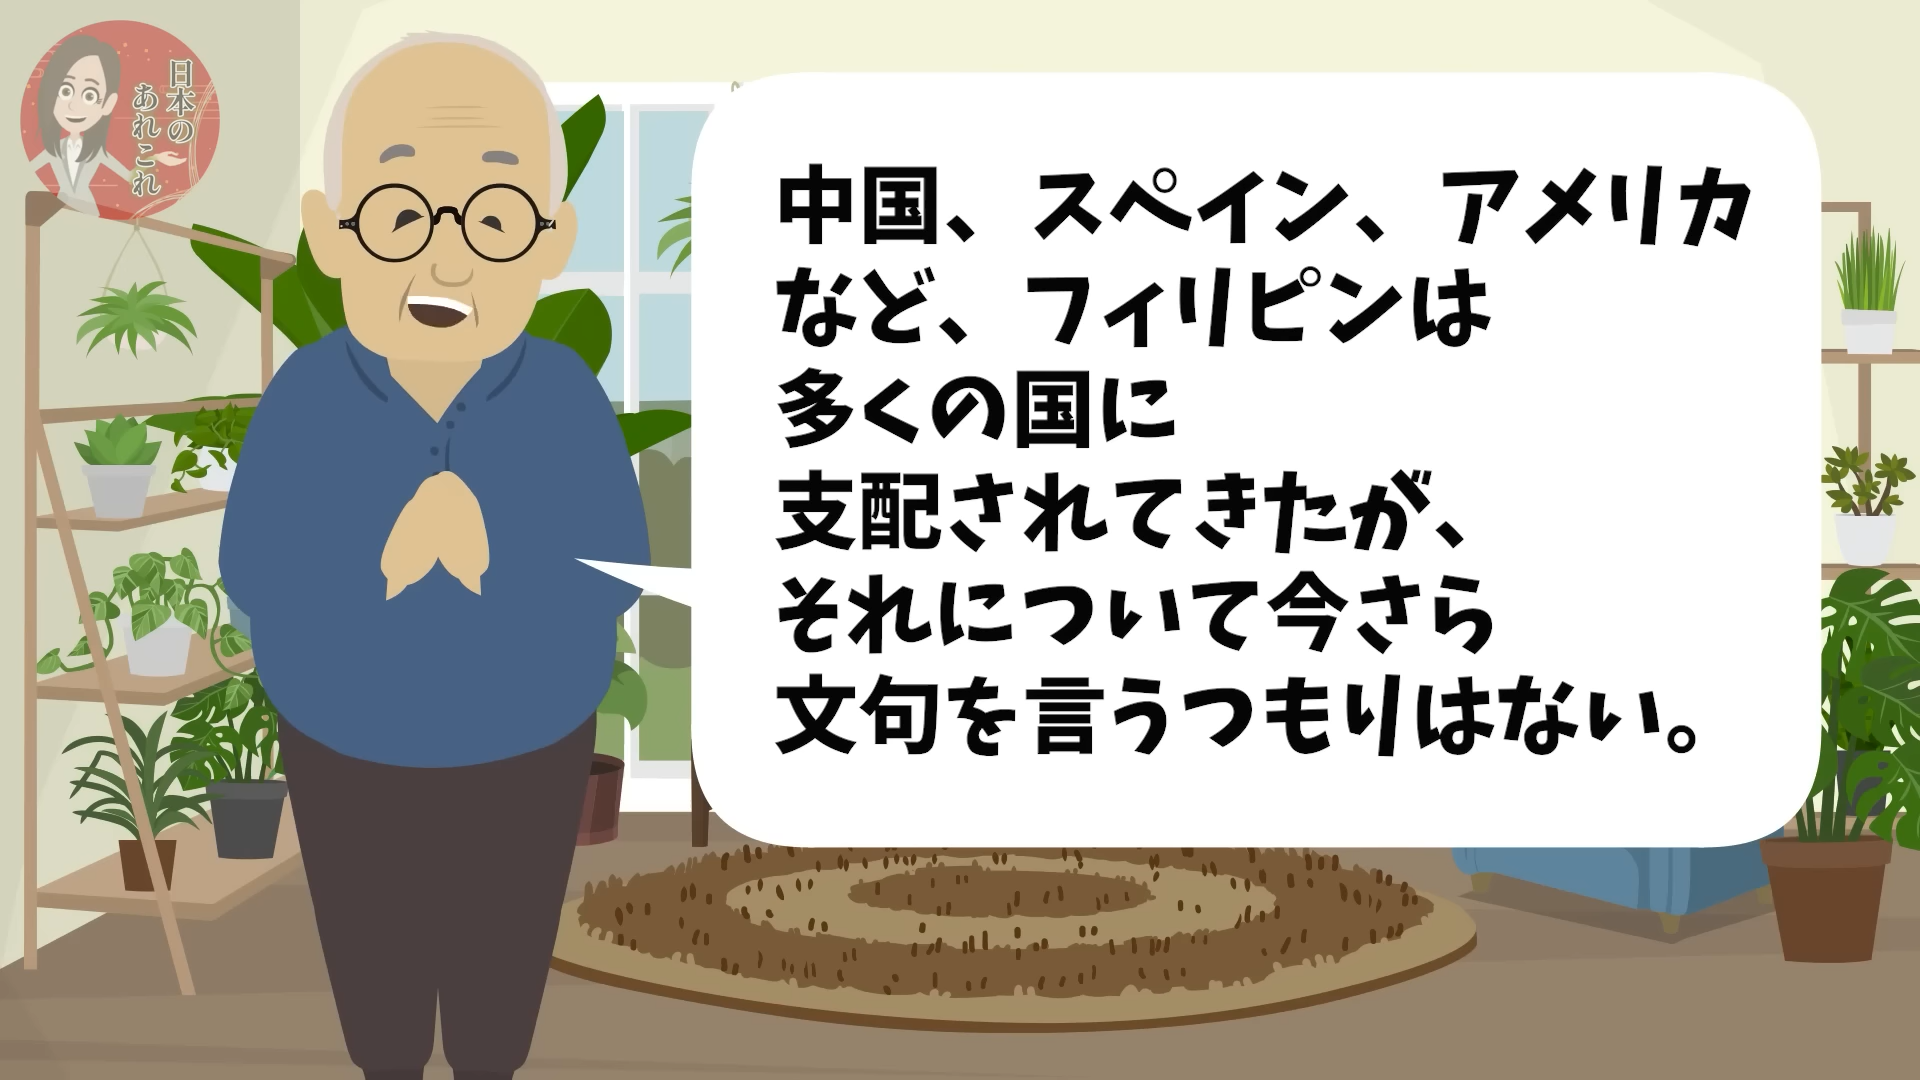 日本の
あれこれ
中国、スペイン、アメリカ
など、フィリピンは
多くの国に
支配されてきたが、
それについて今さら
文句を言うつもりはない。